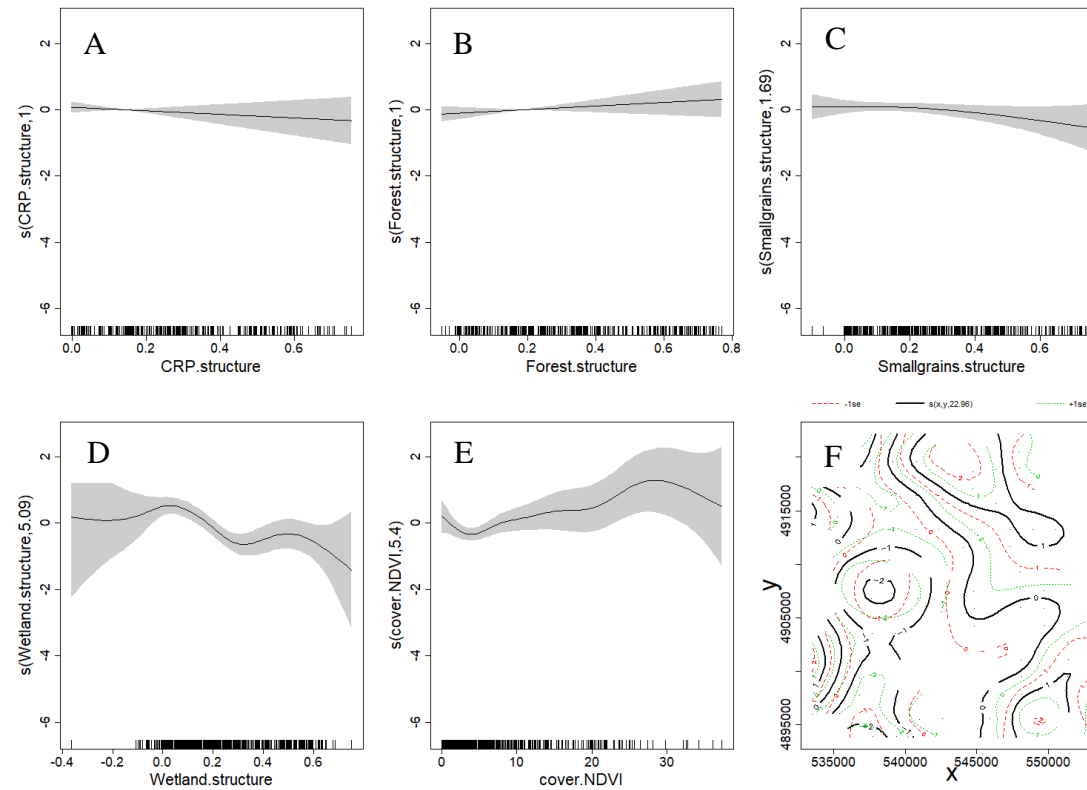 A
s(CRP.structure,1)
2
0
-2
-4
-6
0.0 0.2 0.4 0.6
CRP.structure
B
s(Forest.structure,1)
2
0
-2
-4
-6
0.0 0.2 0.4 0.6 0.8
Forest.structure
C
s(Smallgrains.structure,1.69)
2
0
-2
-4
-6
0.0 0.2 0.4 0.6
Smallgrains.structure
D
s(Wetland.structure,5.09)
2
0
-2
-4
-6
-0.4 -0.2 0.0 0.2 0.4 0.6 0.8
Wetland.structure
E
s(cover.NDVI,5.4)
2
0
-2
-4
-6
0 10 20 30
cover.NDVI
-1se s(x,y,22.96) +1se
F
y
4915000
4905000
4895000
535000 540000 545000 550000
x